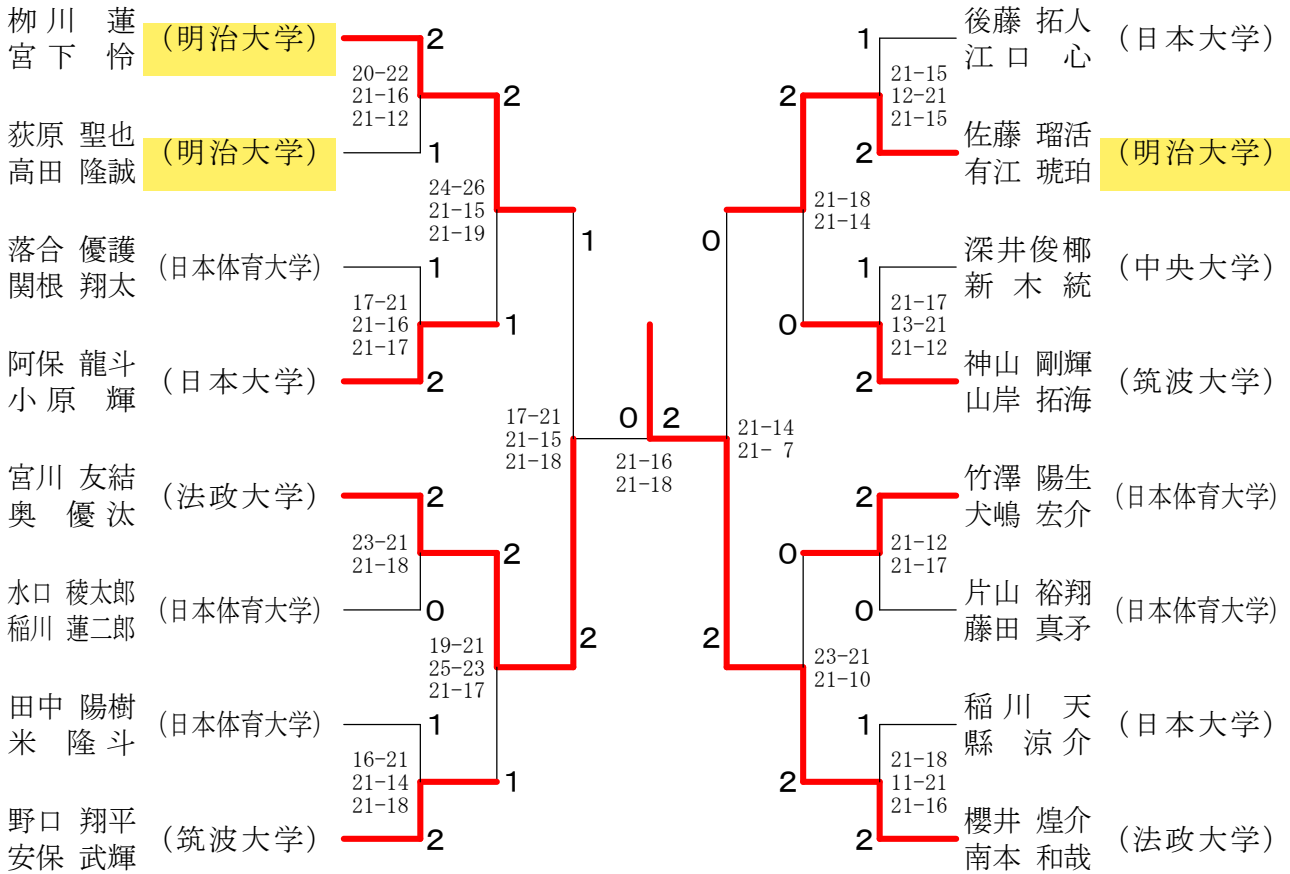 栁川 蓮
宮下 怜
(明治大学)
2
20-22
21-16
21-12
荻原 聖也
高田 隆誠
(明治大学)
1
2
24-26
21-15
21-19
落合 優護
関根 翔太
(日本体育大学)
1
17-21
21-16
21-17
1
阿保 龍斗
小原 輝
(日本大学)
2
1
17-21
21-15
21-18
宮川 友結
奥 優汰
(法政大学)
2
23-21
21-18
2
水口 稜太郎
稲川 蓮二郎
(日本体育大学)
0
19-21
25-23
21-17
2
田中 陽樹
米 隆斗
(日本体育大学)
1
16-21
21-14
21-18
1
野口 翔平
安保 武輝
(筑波大学)
2
0 2
21-16
21-18
1
後藤 拓人
江口 心
(日本大学)
21-15
12-21
21-15
2
2
佐藤 瑠活
有江 琥珀
(明治大学)
21-18
21-14
0
1
深井俊椰
新木統
(中央大学)
21-17
13-21
21-12
0
2
神山 剛輝
山岸 拓海
(筑波大学)
21-14
21- 7
2
竹澤 陽生
犬嶋 宏介
(日本体育大学)
21-12
21-17
0
0
片山 裕翔
藤田 真矛
(日本体育大学)
2
23-21
21-10
1
稲川 天
縣 涼介
(日本大学)
21-18
11-21
21-16
2
2
櫻井 煌介
南本 和哉
(法政大学)